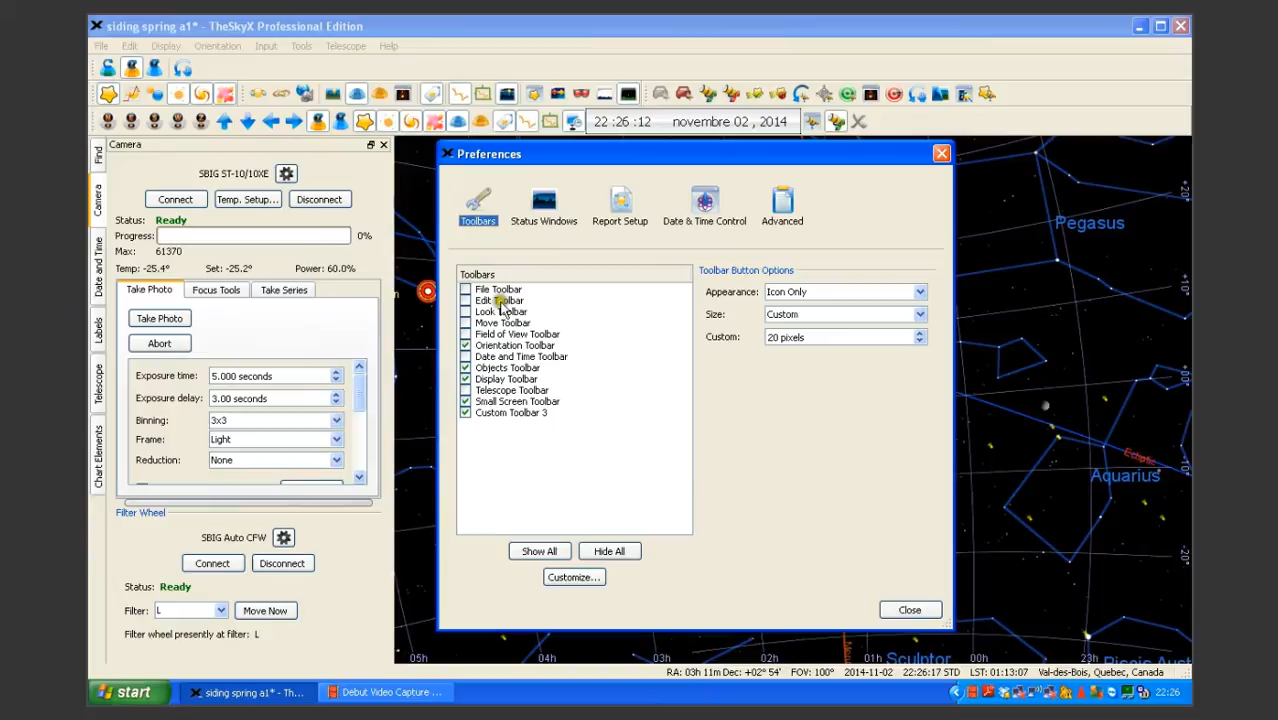 siding spring a1* - TheSkyX Professional Edition
File Edit Display Orientation Input Tools Telescope Help
22 :26 :12 novembre 02 , 2014
Camera
Find
Camera
Date and Time
Labels
Telescope
Chart Elements
SBIG ST-10/10XE
Connect Temp. Setup... Disconnect
Status: Ready
Progress: 0%
Max: 61370
Temp: -25.4° Set: -25.2° Power: 60.0%
Take Photo Focus Tools Take Series
Take Photo
Abort
Exposure time: 5.000 seconds
Exposure delay: 3.00 seconds
Binning: 3x3
Frame: Light
Reduction: None
Filter Wheel
SBIG Auto CFW
Connect Disconnect
Status: Ready
Filter: L Move Now
Filter wheel presently at filter: L
Preferences
Toolbars Status Windows Report Setup Date & Time Control Advanced
Toolbars
File Toolbar
Edit Toolbar
Look Toolbar
Move Toolbar
Field of View Toolbar
Orientation Toolbar
Date and Time Toolbar
Objects Toolbar
Display Toolbar
Telescope Toolbar
Small Screen Toolbar
Custom Toolbar 3
Show All Hide All
Customize...
Toolbar Button Options
Appearance: Icon Only
Size: Custom
Custom: 20 pixels
Close
Pegasus
+20°
+10°
+00°
Ecliptic
Aquarius
-10°
-20°
Sculptor
Piscis Austri
05h 04h 03h 02h 01h 00h 23h
RA: 03h 11m Dec: +02° 54' FOV: 100° 2014-11-02 22:26:17 STD LST: 01:13:07 Val-des-Bois, Quebec, Canada
start siding spring a1* - Th... Debut Video Capture ... 22:26